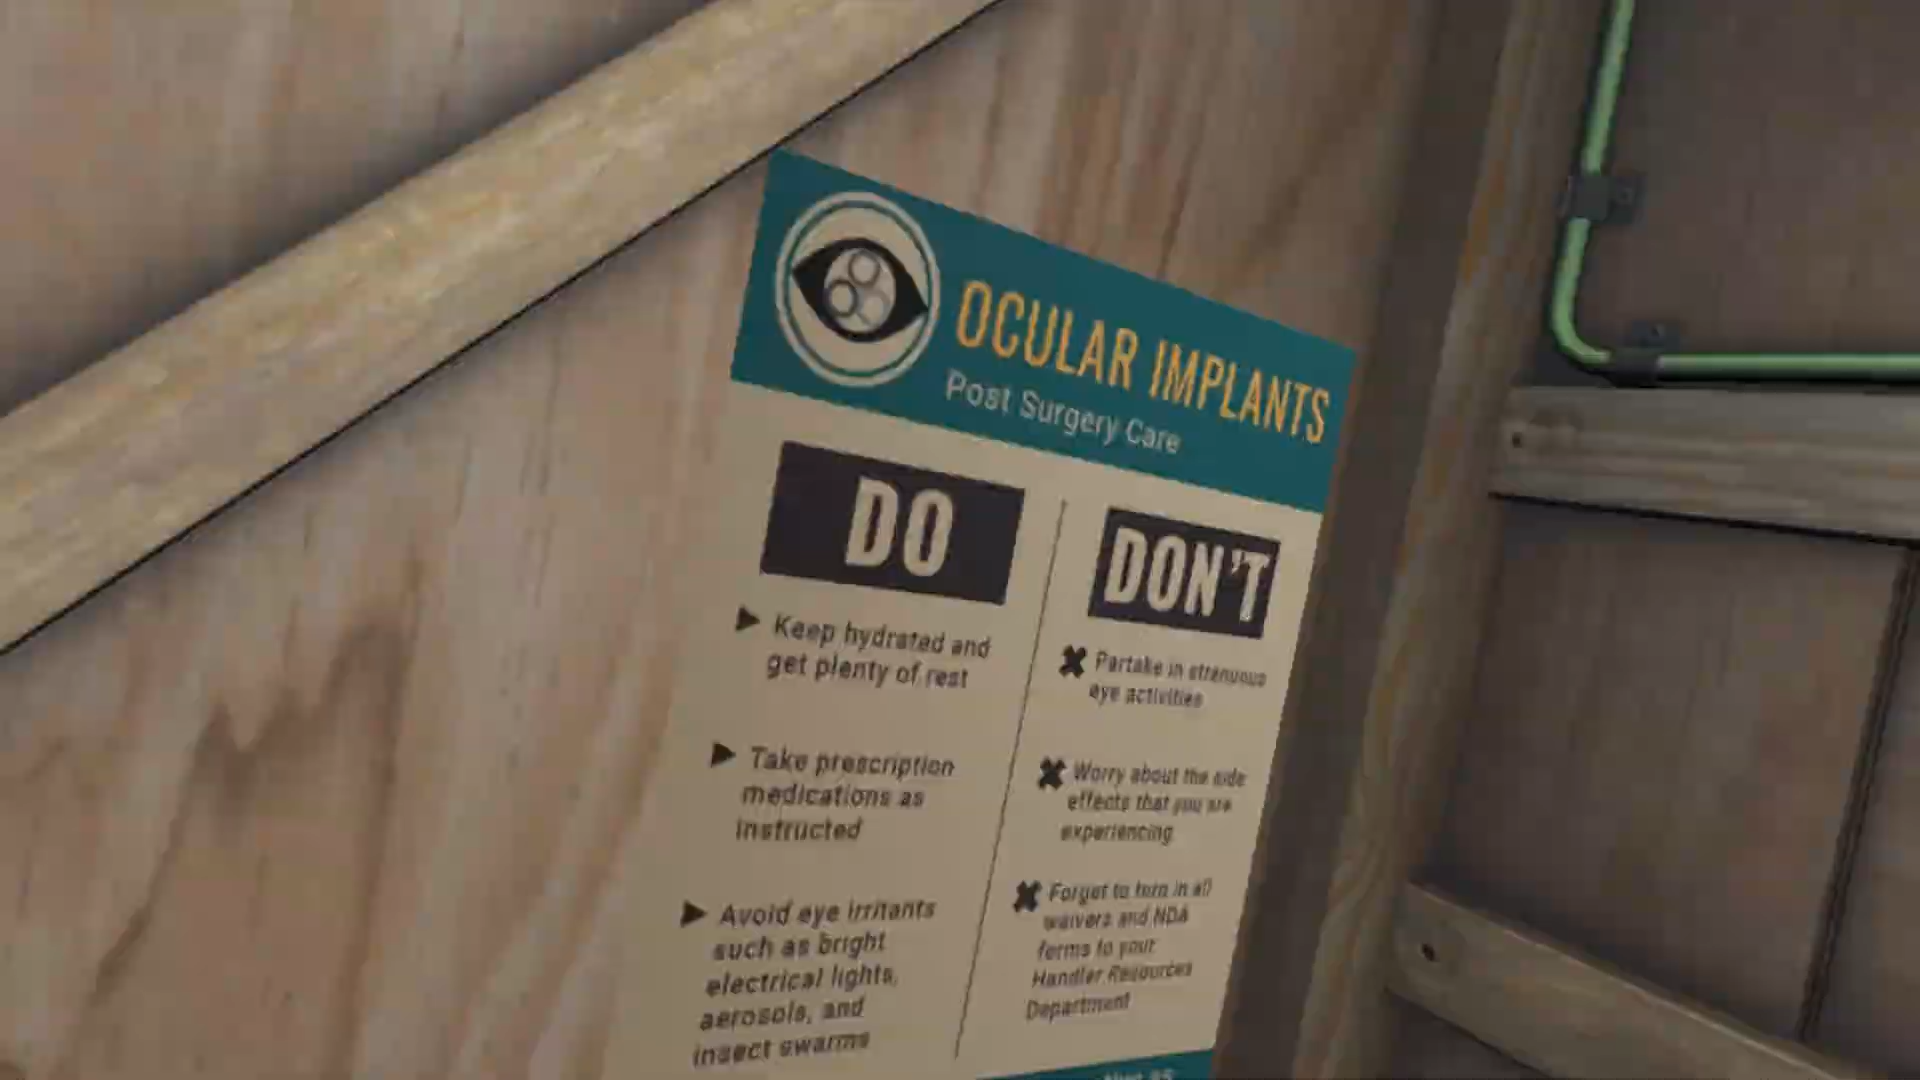 OCULAR IMPLANTS
Post Surgery Care
DO
Keep hydrated and
get plenty of rest
Take prescription
medications as
instructed
Avoid eye irritants
such as bright
electrical lights,
aerosols, and
insect swarms
DON'T
Partake in strenuous
eye activities
Worry about the side
effects that you are
experiencing
Forget to turn in all
waivers and NDA
forms to your
Handler Resources
Department